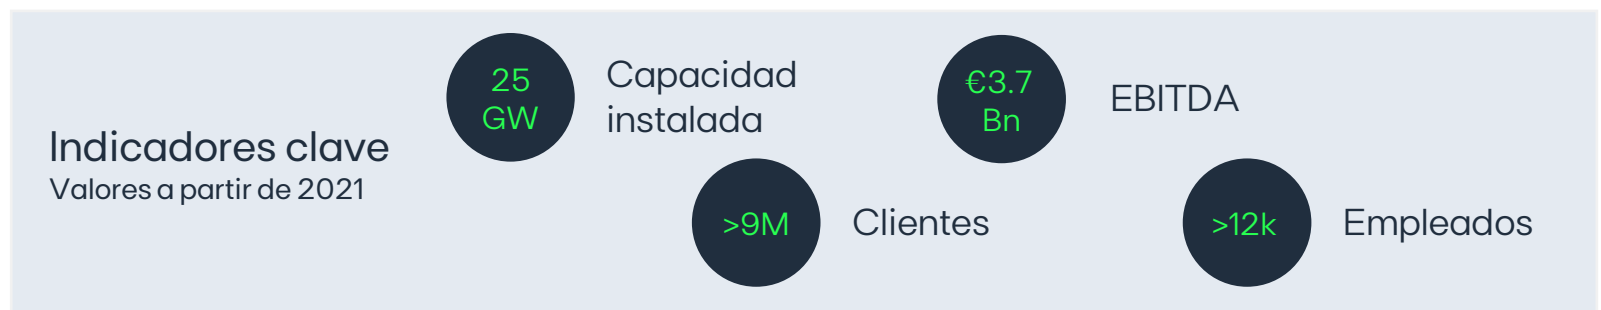 Indicadores clave
Valores a partir de 2021
25
GW
Capacidad
instalada
>9M
Clientes
€3.7
Bn
EBITDA
>12k
Empleados